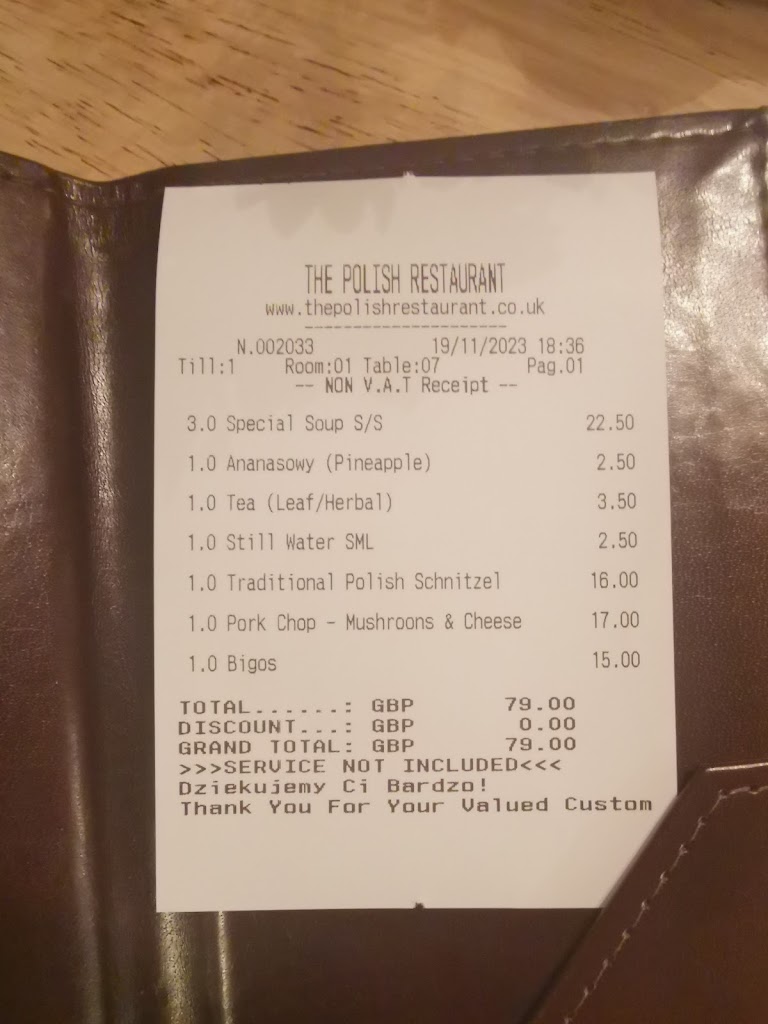 THE POLISH RESTAURANT
www.thepolishrestaurant.co.uk
--------------------
N.002033 19/11/2023 18:36
Till:1 Room:01 Table:07 Pag.01
-- NON V.A.T Receipt --
3.0 Special Soup S/S 22.50
1.0 Ananasowy (Pineapple) 2.50
1.0 Tea (Leaf/Herbal) 3.50
1.0 Still Water SML 2.50
1.0 Traditional Polish Schnitzel 16.00
1.0 Pork Chop - Mushroons & Cheese 17.00
1.0 Bigos 15.00
TOTAL......: GBP 79.00
DISCOUNT...: GBP 0.00
GRAND TOTAL: GBP 79.00
>>>SERVICE NOT INCLUDED<<<
Dziekujemy Ci Bardzo!
Thank You For Your Valued Custom